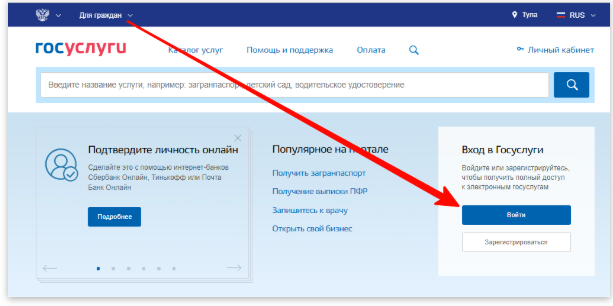 Для граждан
Тула
RUS
госуслуги
Каталог услуг
Помощь и поддержка
Оплата
Личный кабинет
Введите название услуги, например: загранпаспорт, детский сад, водительское удостоверение
Подтвердите личность онлайн
Сделайте это с помощью интернет-банков
Сбербанк Онлайн, Тинькофф или Почта
Банк Онлайн
Подробнее
Популярное на портале
Получить загранпаспорт
Получение выписки ПФР
Запишитесь к врачу
Открыть свой бизнес
Вход в Госуслуги
Войдите или зарегистрируйтесь,
чтобы получить полный доступ
к электронным госуслугам
Войти
Зарегистрироваться